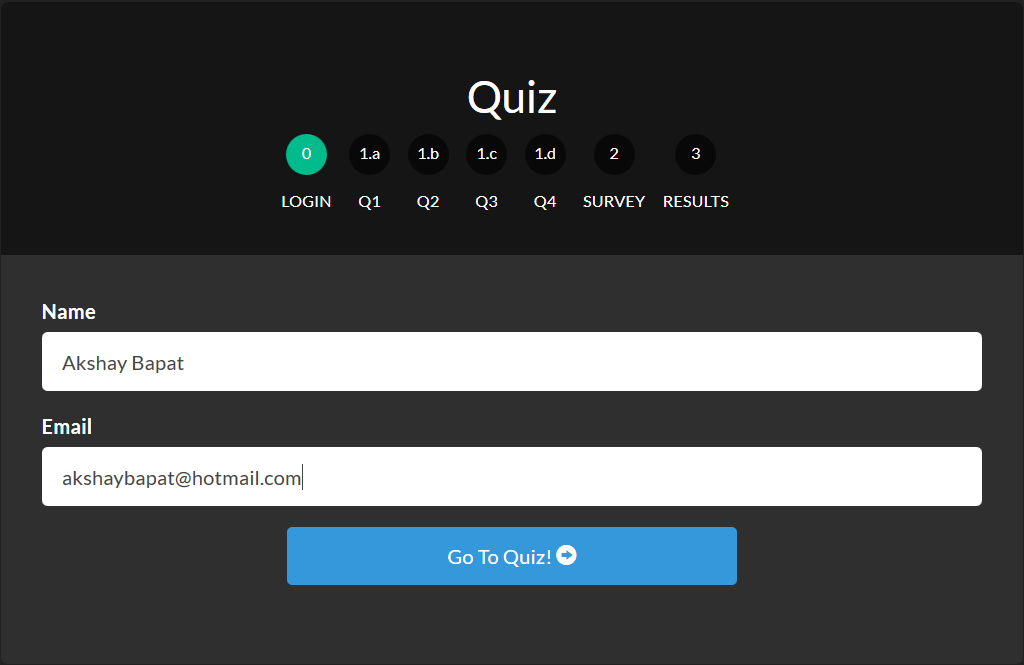 Quiz
0 1.a 1.b 1.c 1.d 2 3
LOGIN Q1 Q2 Q3 Q4 SURVEY RESULTS
Name
Akshay Bapat
Email
akshaybapat@hotmail.com
Go To Quiz!